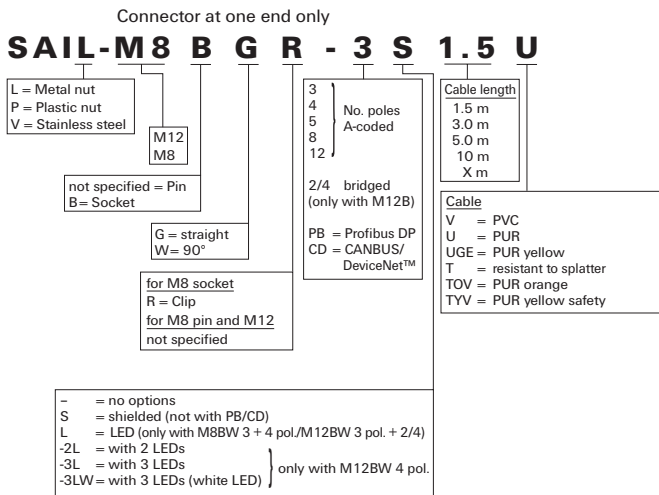 Connector at one end only
SAIL-M8 B G R - 3 S 1.5 U
L = Metal nut
P = Plastic nut
V = Stainless steel
M12
M8
not specified = Pin
B= Socket
G = straight
W= 90°
for M8 socket
R = Clip
for M8 pin and M12
not specified
3
4
5
8
12
No. poles
A-coded
2/4 bridged
(only with M12B)
PB = Profibus DP
CD = CANBUS/
DeviceNet™
Cable length
1.5 m
3.0 m
5.0 m
10 m
X m
Cable
V = PVC
U = PUR
UGE = PUR yellow
T = resistant to splatter
TOV = PUR orange
TYV = PUR yellow safety
– = no options
S = shielded (not with PB/CD)
L = LED (only with M8BW 3 + 4 pol./M12BW 3 pol. + 2/4)
-2L = with 2 LEDs
-3L = with 3 LEDs
-3LW = with 3 LEDs (white LED)
only with M12BW 4 pol.